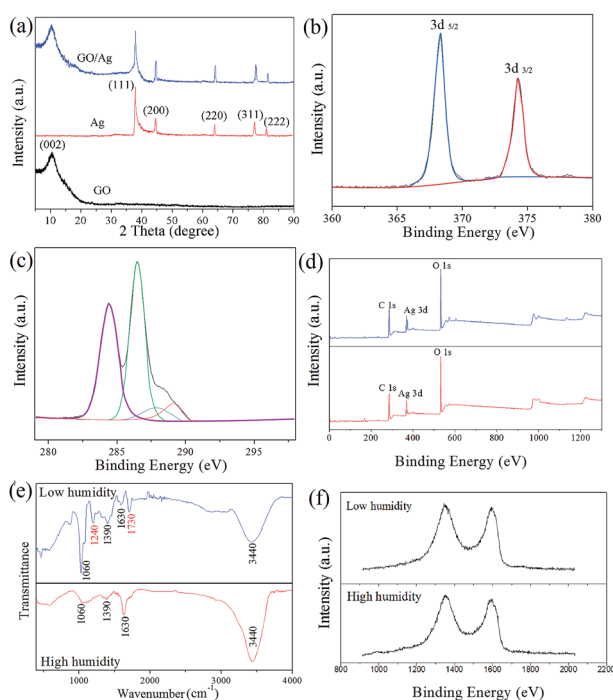 (a)
GO/Ag
(111)
(200)
(220)
(311)
(222)
Ag
(002)
GO
10 20 30 40 50 60 70 80 90
2 Theta (degree)
Intensity (a.u.)
(b)
3d 5/2
3d 3/2
360 365 370 375 380
Binding Energy (eV)
Intensity (a.u.)
(c)
280 285 290 295
Binding Energy (eV)
Intensity (a.u.)
(d)
O 1s
C 1s
Ag 3d
O 1s
C 1s
Ag 3d
0 200 400 600 800 1000 1200
Binding Energy (eV)
Intensity (a.u.)
(e)
Low humidity
1060
1240
1390
1630
1730
3440
1060
1390
1630
3440
High humidity
1000 2000 3000 4000
Wavenumber(cm-1)
Transmittance
(f)
Low humidity
High humidity
800 1000 1200 1400 1600 1800 2000 2200
Binding Energy (eV)
Intensity (a.u.)